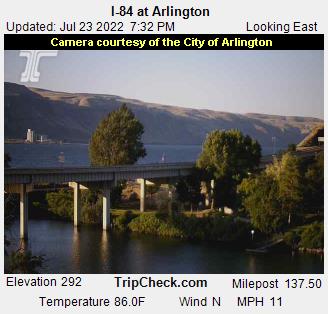 I-84 at Arlington
Updated: Jul 23 2022 7:32 PM Looking East
Camera courtesy of the City of Arlington
Elevation 292 TripCheck.com Milepost 137.50
Temperature 86.0F Wind N MPH 11